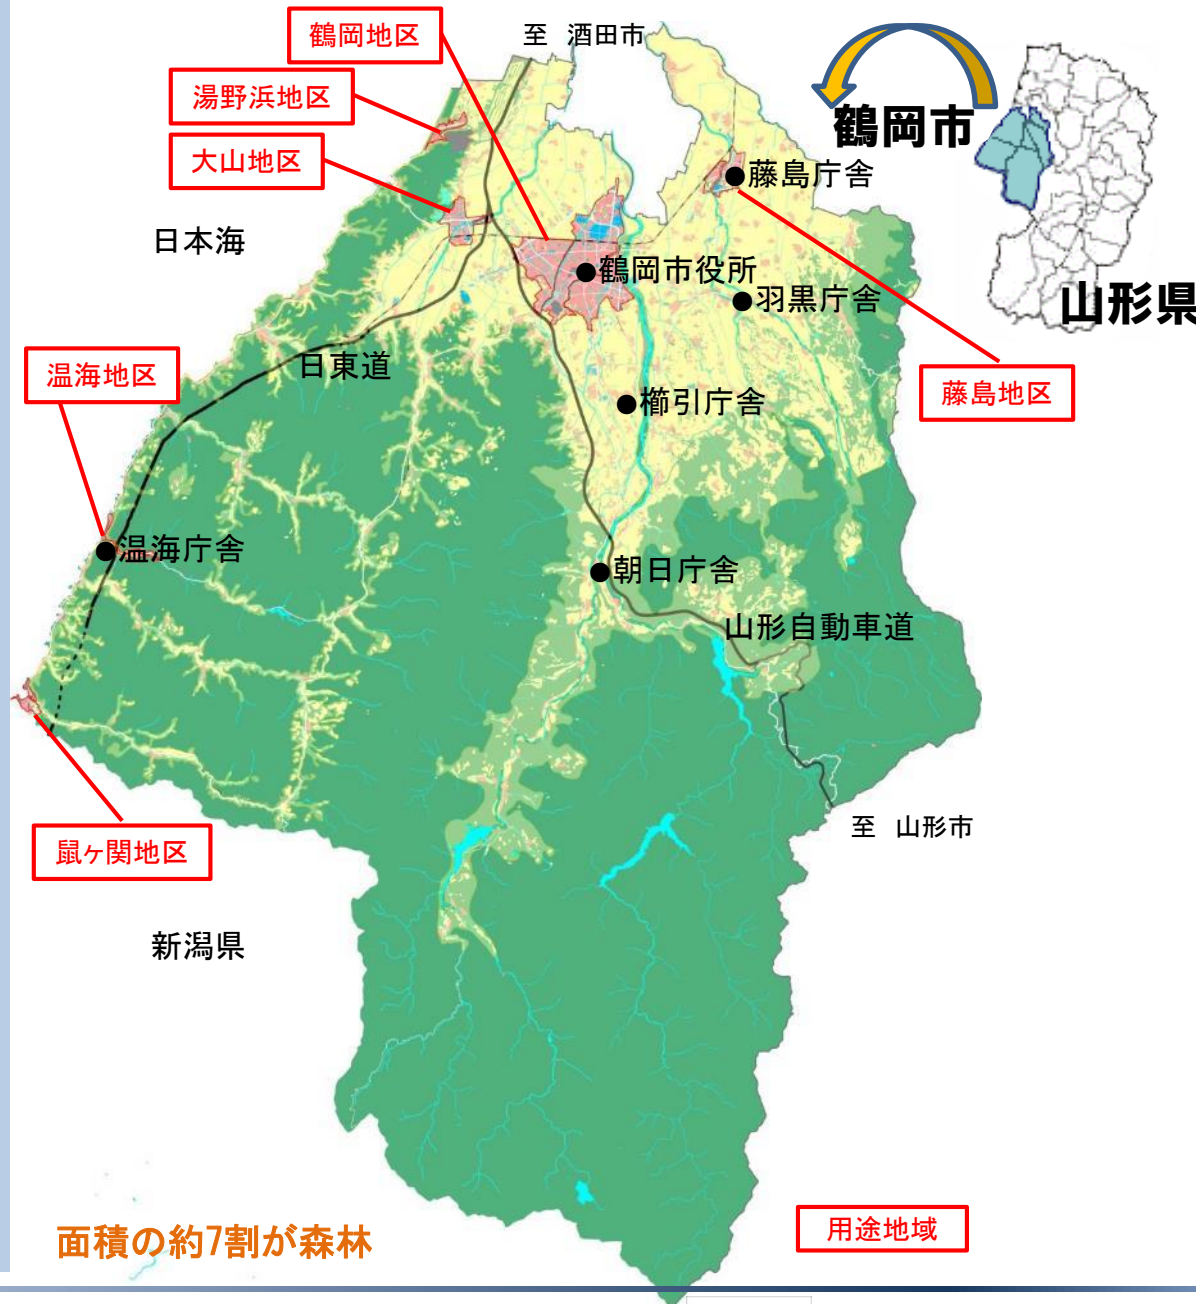 鶴岡地区
至 酒田市
湯野浜地区
鶴岡市
大山地区
藤島庁舎
日本海
鶴岡市役所
羽黒庁舎
山形県
日東道
温海地区
藤島地区
櫛引庁舎
温海庁舎
朝日庁舎
山形自動車道
至 山形市
鼠ヶ関地区
新潟県
用途地域
面積の約7割が森林